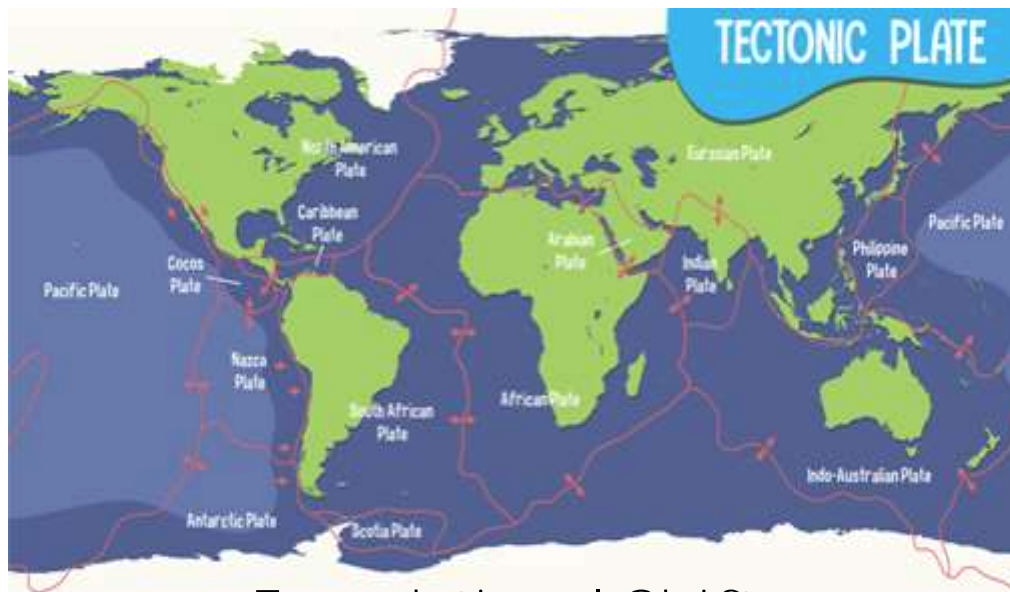 TECTONIC PLATE
North American
Plate
Eurasian Plate
Caribbean
Plate
Pacific Plate
Arabian
Plate
Philippine
Plate
Cocos
Plate
Indian
Plate
Pacific Plate
Nazca
Plate
South African
Plate
African Plate
Indo-Australian Plate
Antarctic Plate
Scotia Plate